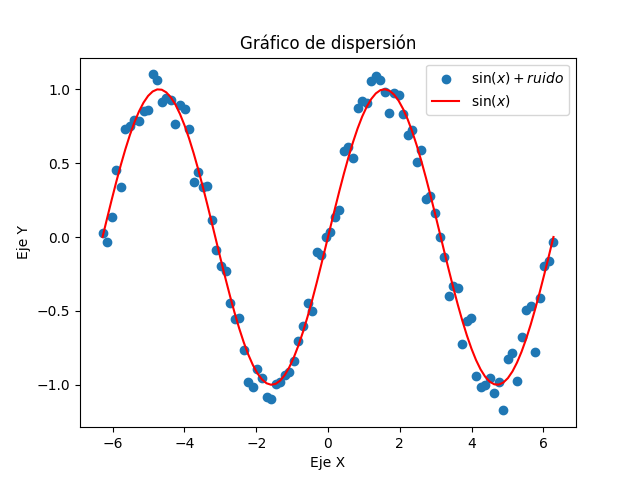 Gráfico de dispersión
sin(x) + ruido
sin(x)
Eje Y
1.0
0.5
0.0
−0.5
−1.0
−6 −4 −2 0 2 4 6
Eje X